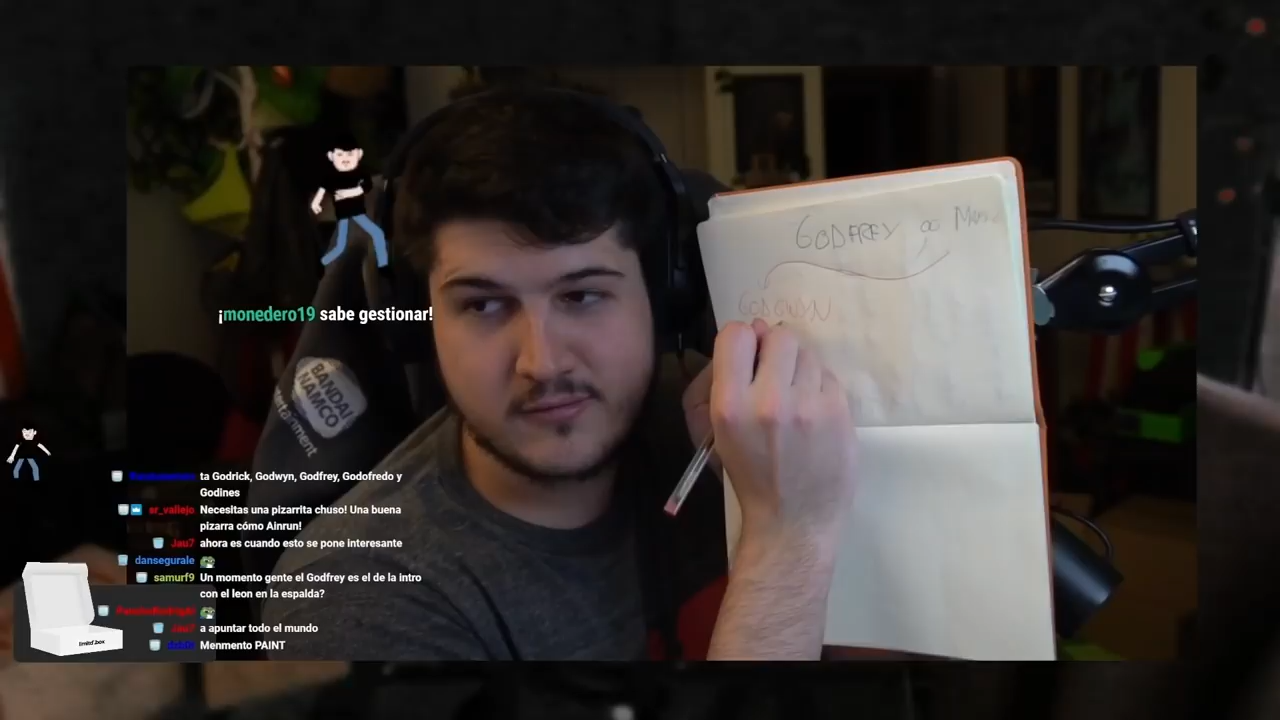 GODFREY ∞ Ma
GODWYN
¡monedero19 sabe gestionar!
BANDAI
NAMCO
Entertainment
ta Godrick, Godwyn, Godfrey, Godofredo y
Godines
sr_vallejo Necesitas una pizarrita chuso! Una buena
pizarra cómo Ainrun!
Jau7 ahora es cuando esto se pone interesante
dansegurale
samurf9 Un momento gente el Godfrey es el de la intro
con el leon en la espalda?
Jau7 a apuntar todo el mundo
Menmento PAINT